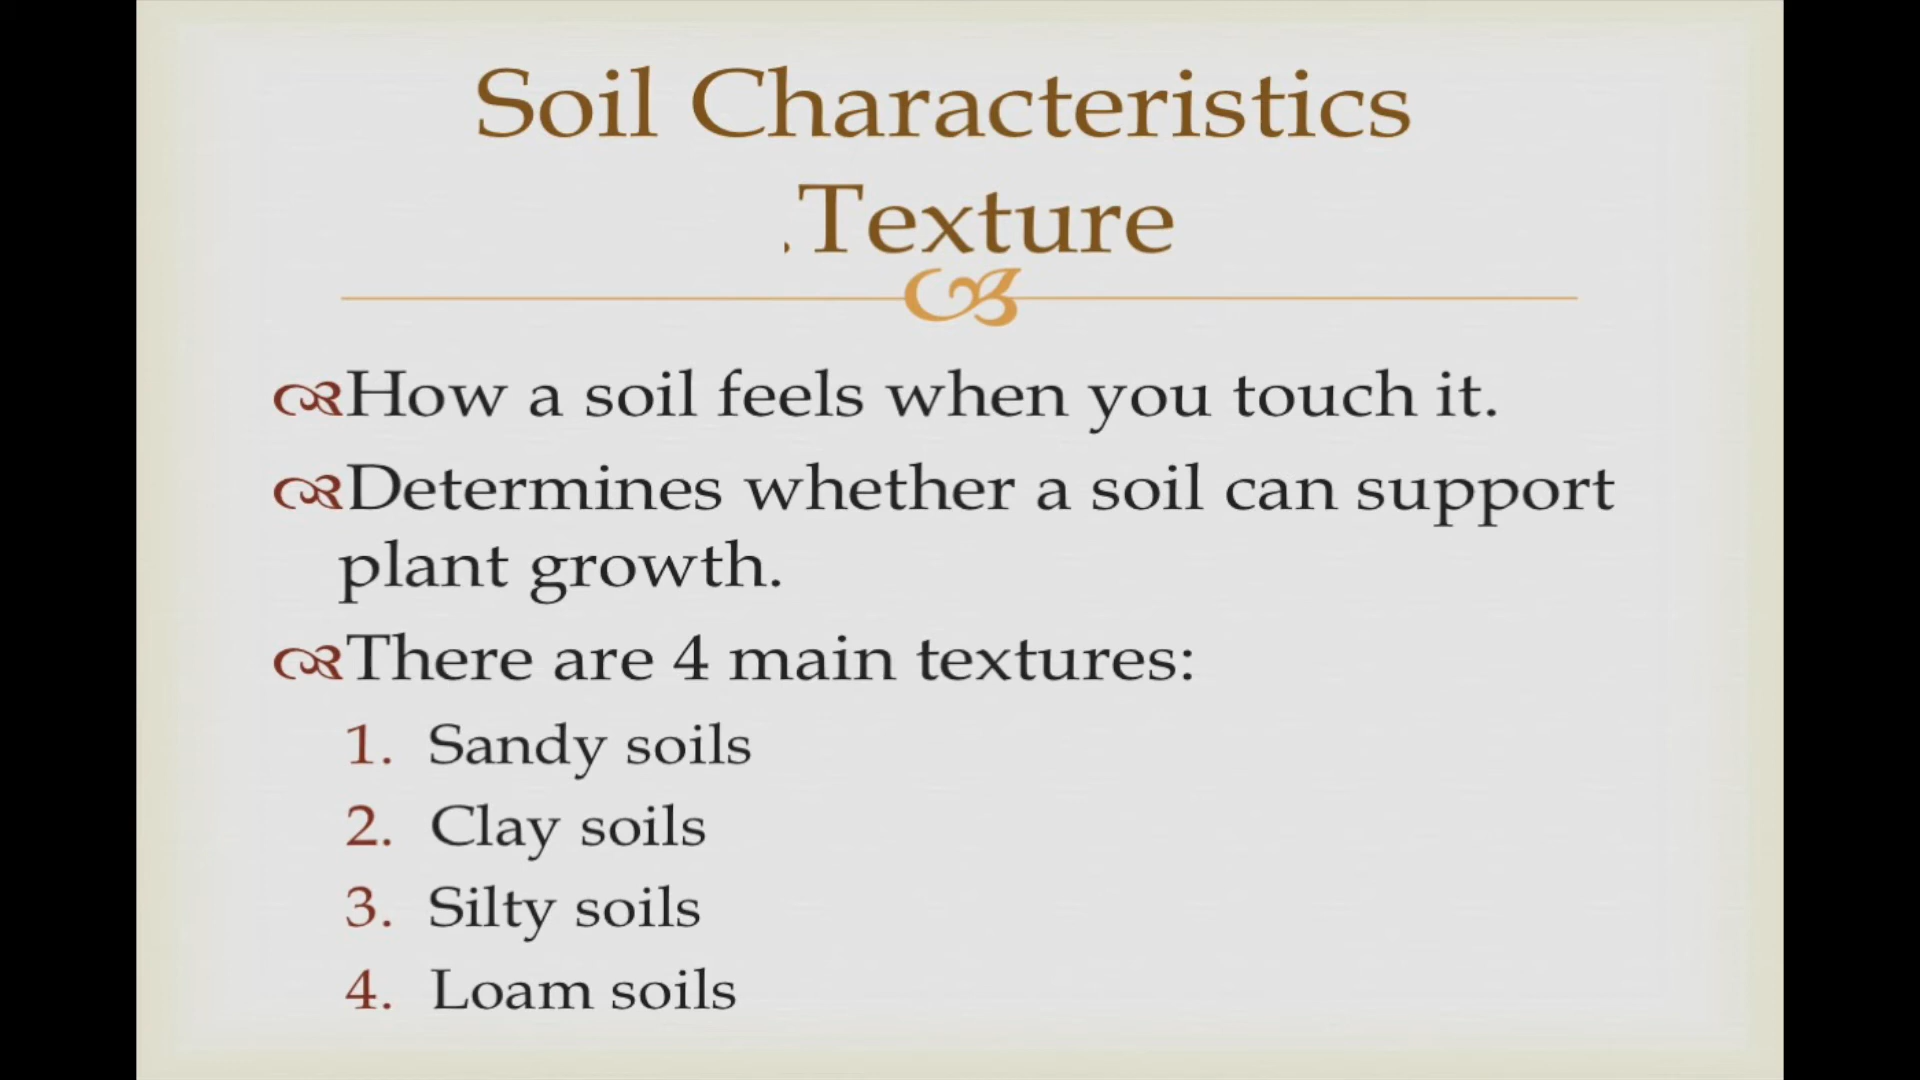 Soil Characteristics
.Texture
How a soil feels when you touch it.
Determines whether a soil can support
plant growth.
There are 4 main textures:
1. Sandy soils
2. Clay soils
3. Silty soils
4. Loam soils